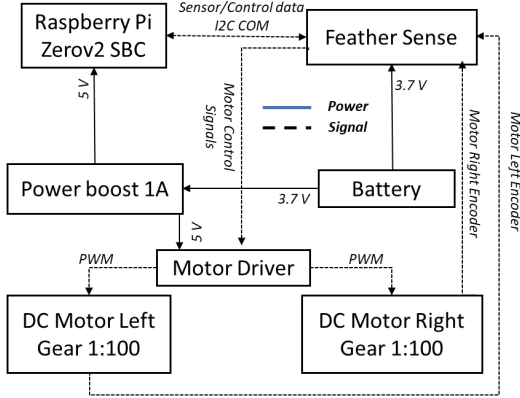 Sensor/Control data
I2C COM
Raspberry Pi
Zerov2 SBC
Feather Sense
5 V
Motor Control
Signals
3.7 V
Power
Signal
Motor Right Encoder
Motor Left Encoder
Power boost 1A
3.7 V
Battery
5 V
PWM
Motor Driver
PWM
DC Motor Left
Gear 1:100
DC Motor Right
Gear 1:100